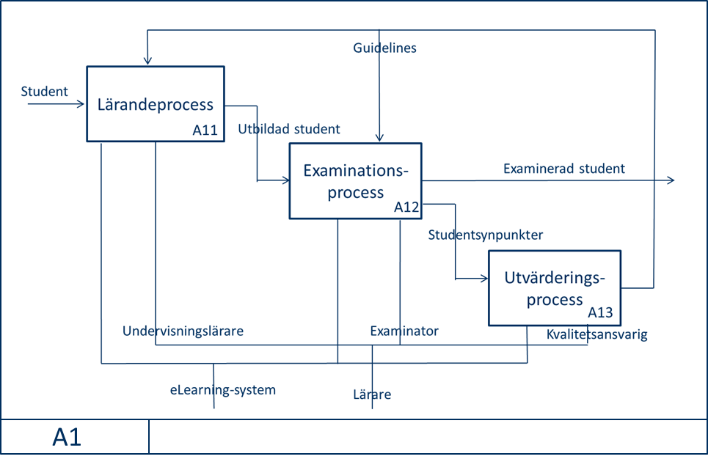 Guidelines
Student
Lärandeprocess
A11
Utbildad student
Examinations-
process
A12
Examinerad student
Studentsynpunkter
Utvärderings-
process
A13
Undervisningslärare
Examinator
Kvalitetsansvarig
eLearning-system
Lärare
A1